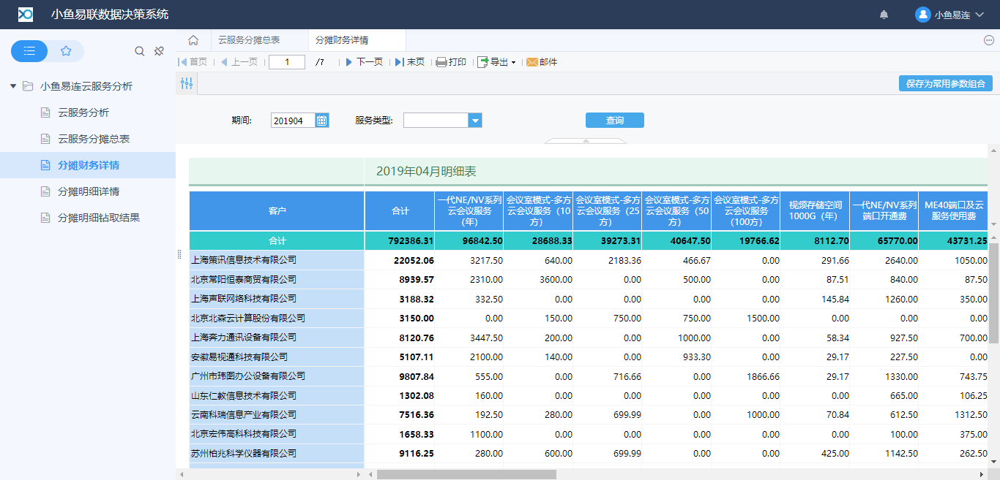 小鱼易联数据决策系统
小鱼易连
云服务分摊总表 分摊财务详情
首页 上一页 1 /7 下一页 末页 打印 导出 邮件
保存为常用参数组合
小鱼易连云服务分析
云服务分析
云服务分摊总表
分摊财务详情
分摊明细详情
分摊明细钻取结果
期间: 201904 服务类型: 查询
2019年04月明细表
客户 合计 一代NE/NV系列云会议服务（年） 会议室模式-多方云会议服务（10方） 会议室模式-多方云会议服务（25方） 会议室模式-多方云会议服务（50方） 会议室模式-多方云会议服务（100方） 视频存储空间1000G（年） 一代NE/NV系列端口开通费 ME40端口及云服务使用费
合计 792386.31 96842.50 28688.33 39273.31 40647.50 19766.62 8112.70 65770.00 43731.25
上海策讯信息技术有限公司 22052.06 3217.50 640.00 2183.36 466.67 0.00 291.66 2640.00 1050.00
北京常阳恒泰商贸有限公司 8939.57 2310.00 3600.00 0.00 500.00 0.00 87.51 840.00 87.50
上海声联网络科技有限公司 3188.32 332.50 0.00 0.00 0.00 0.00 145.84 1260.00 350.00
北京北森云计算股份有限公司 3150.00 0.00 150.00 750.00 750.00 1500.00 0.00 0.00 0.00
上海奔力通讯设备有限公司 8120.76 3447.50 200.00 0.00 1000.00 0.00 58.34 927.50 700.00
安徽易视通科技有限公司 5107.11 2100.00 140.00 0.00 933.30 0.00 29.17 227.50 0.00
广州市玮图办公设备有限公司 9807.84 555.00 0.00 716.66 0.00 1866.66 29.17 1330.00 743.75
山东仁教信息技术有限公司 1302.08 160.00 0.00 0.00 0.00 0.00 0.00 665.00 106.25
云南科瑞信息产业有限公司 7516.36 192.50 280.00 699.99 0.00 1000.00 70.84 612.50 1312.50
北京宏伟高科科技有限公司 1658.33 1100.00 0.00 0.00 0.00 0.00 0.00 100.00 375.00
苏州柏兆科学仪器有限公司 9116.25 280.00 600.00 699.99 0.00 0.00 425.00 1142.50 262.50